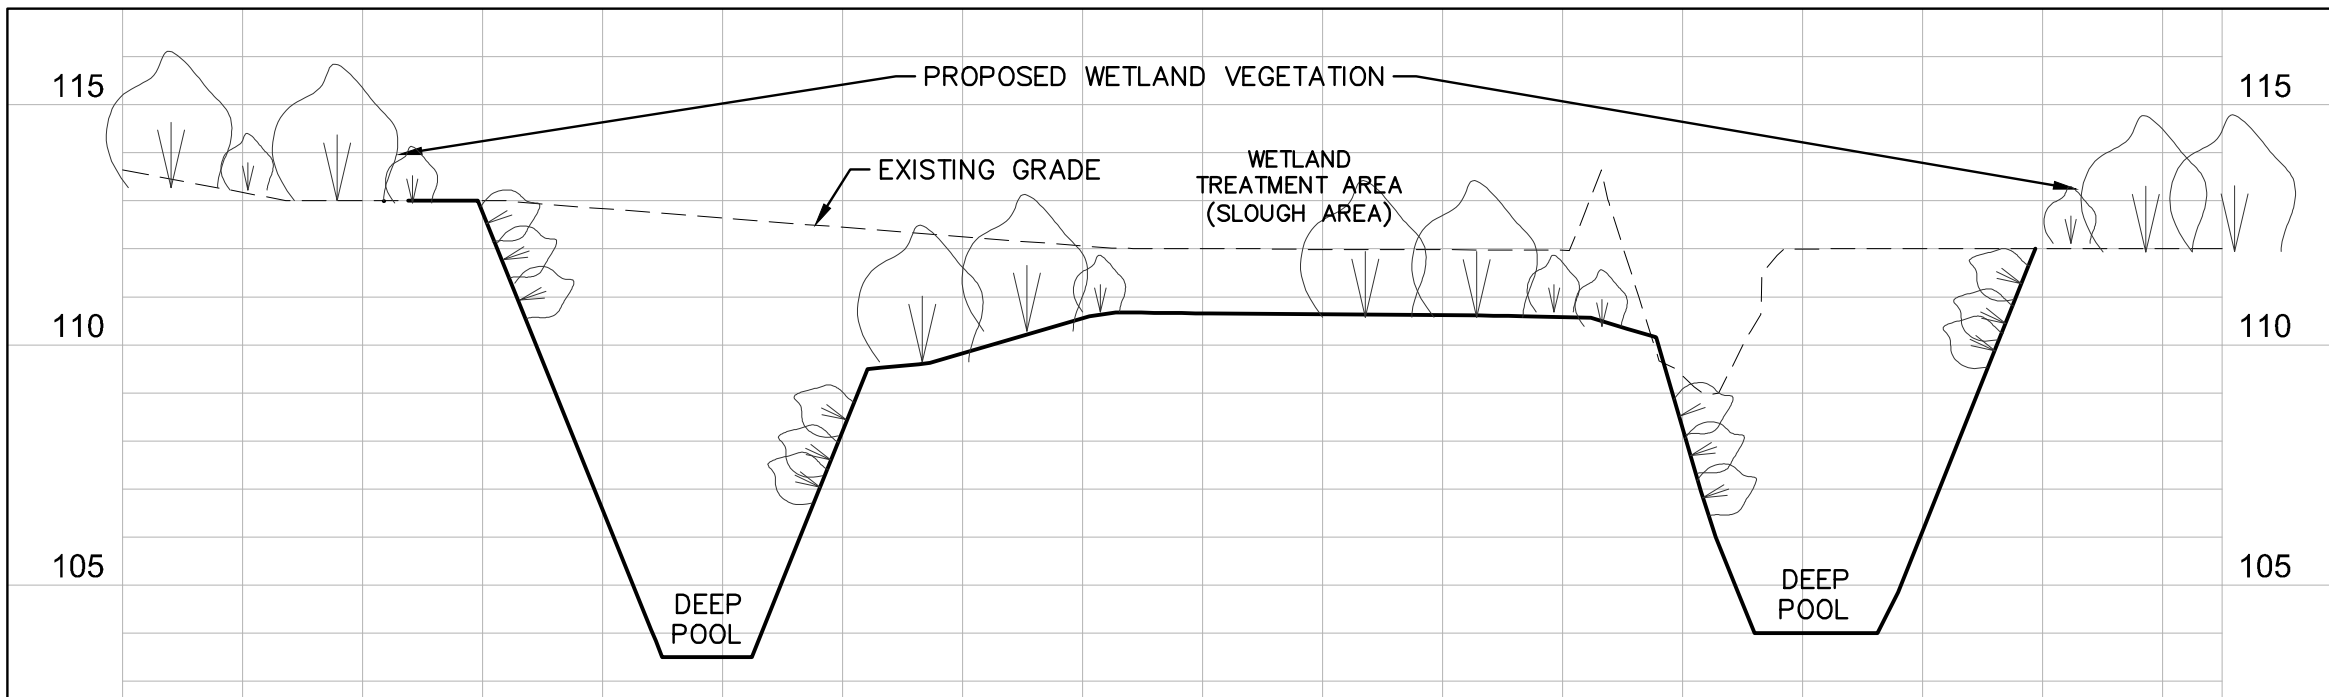 PROPOSED WETLAND VEGETATION
115
115
EXISTING GRADE
WETLAND
TREATMENT AREA
(SLOUGH AREA)
110
110
105
105
DEEP
POOL
DEEP
POOL